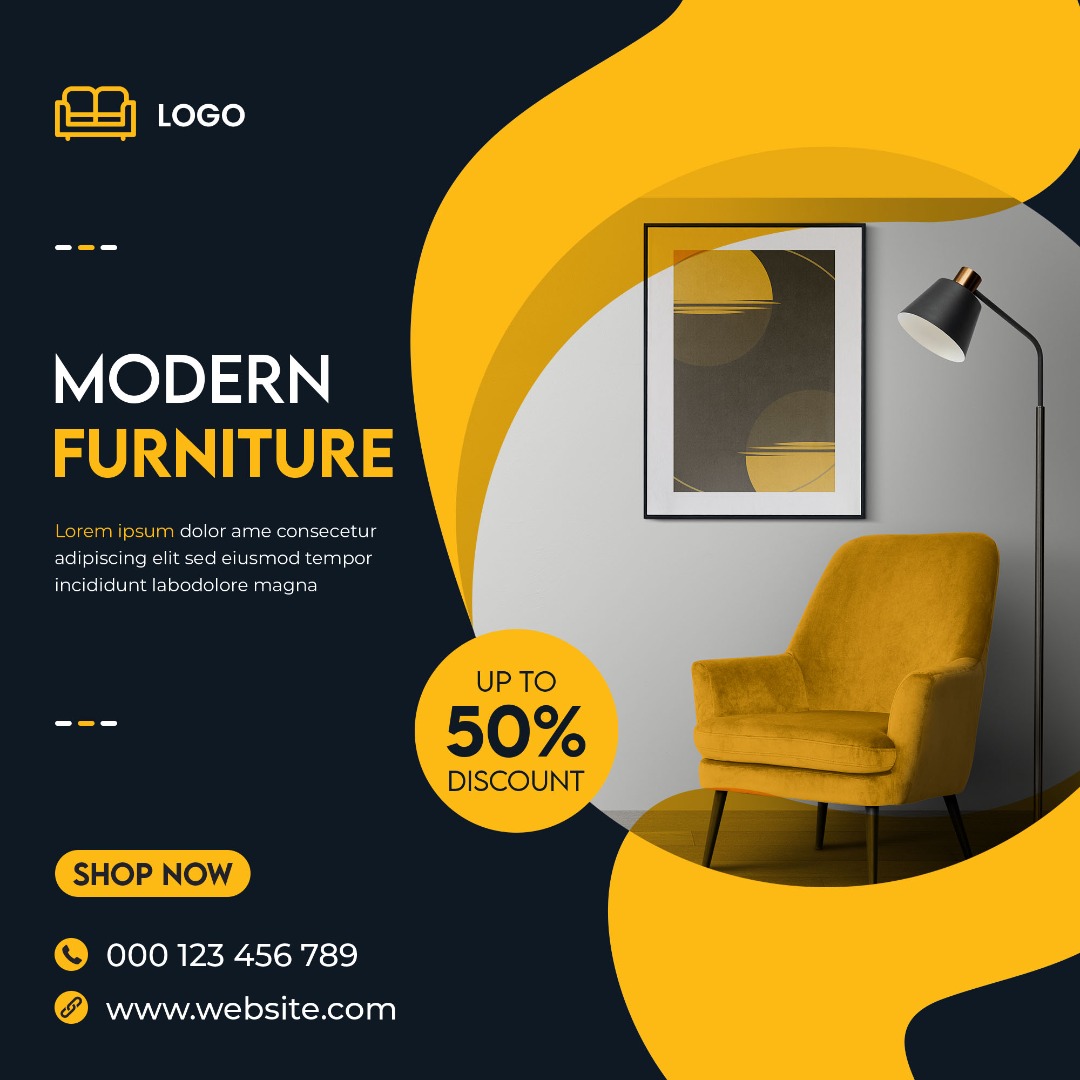 LOGO
MODERN
FURNITURE
Lorem ipsum dolor ame consecetur
adipiscing elit sed eiusmod tempor
incididunt labodolore magna
UP TO
50%
DISCOUNT
SHOP NOW
000 123 456 789
www.website.com